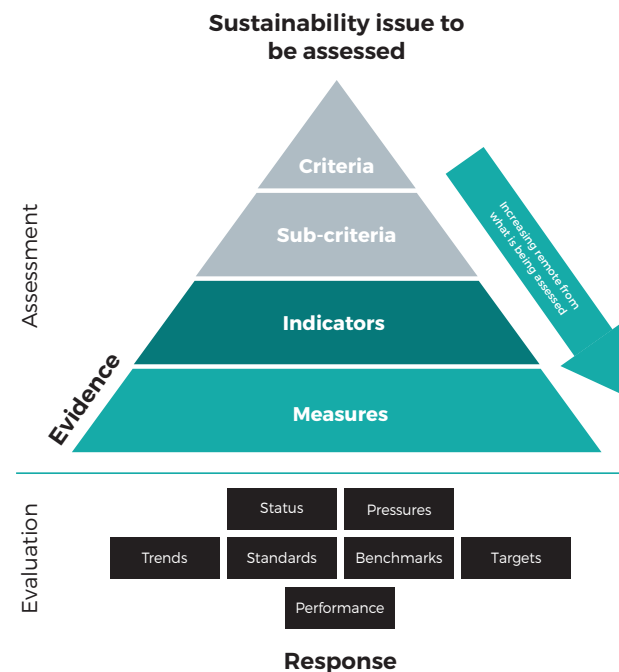 Sustainability issue to
be assessed
Criteria
Sub-criteria
Indicators
Measures
Increasing remote from
what is being assessed
Assessment
Evidence
Evaluation
Status
Pressures
Trends
Standards
Benchmarks
Targets
Performance
Response